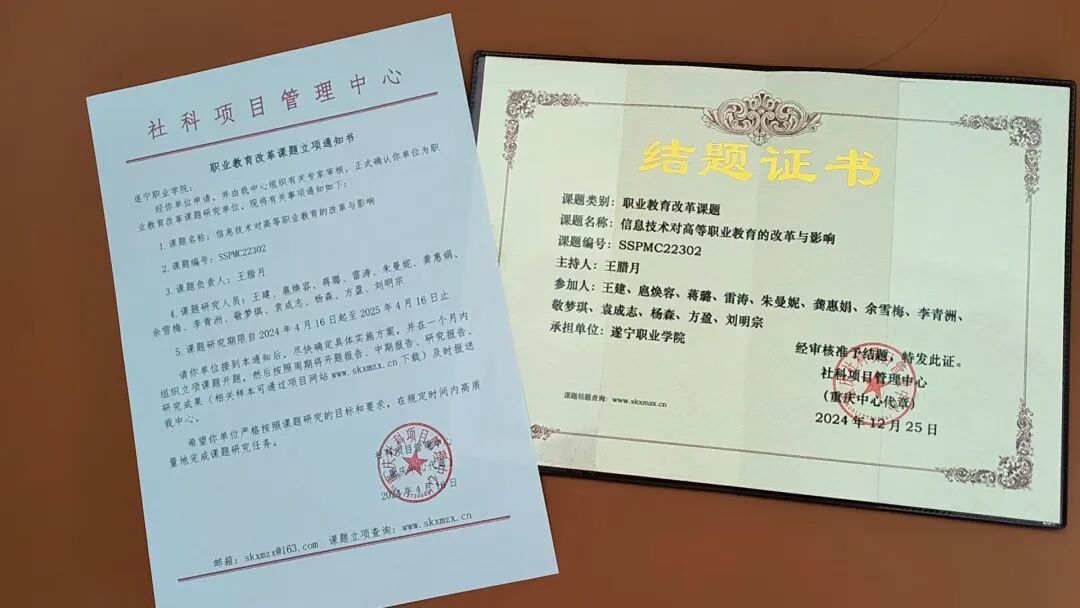 社科项目管理中心
职业教育改革课题立项通知书
遂宁职业学院：
经你单位申请，并由我中心组织有关专家审核，正式确认你单位为职
业教育改革课题研究单位，现将有关事项通知如下：
1.课题名称：信息技术对高等职业教育的改革与影响
2.课题编号：SSPMC22302
3.课题负责人：王腊月
4.课题研究人员：王建、扈焕容、蒋璐、雷涛、朱曼妮、龚惠娟、
余雪梅、李青洲、敬梦琪、袁成志、杨森、方盈、刘明宗
5.课题研究期限自2024年4月16日起至2025年4月16日止
请你单位接到本通知后，尽快确定具体实施方案，并在一个月内
组织立项课题开题，然后按照周期将开题报告、中期报告、研究报告、
研究成果（相关样本可通过项目网站www.skxmzx.cn下载）及时报送
我中心。
希望你单位严格按照课题研究的目标和要求，在规定时间内高质
量地完成课题研究任务。
社科项目管理中心
2024年4月16日
邮箱：skxmzx@163.com 课题立项查询：www.skxmzx.cn
结题证书
课题类别：职业教育改革课题
课题名称：信息技术对高等职业教育的改革与影响
课题编号：SSPMC22302
主持人：王腊月
参加人：王建、扈焕容、蒋璐、雷涛、朱曼妮、龚惠娟、余雪梅、李青洲、
敬梦琪、袁成志、杨森、方盈、刘明宗
承担单位：遂宁职业学院
经审核准予结题，特发此证。
社科项目管理中心
（重庆中心代章）
2024年12月25日
课题结题查询：www.skxmzx.cn